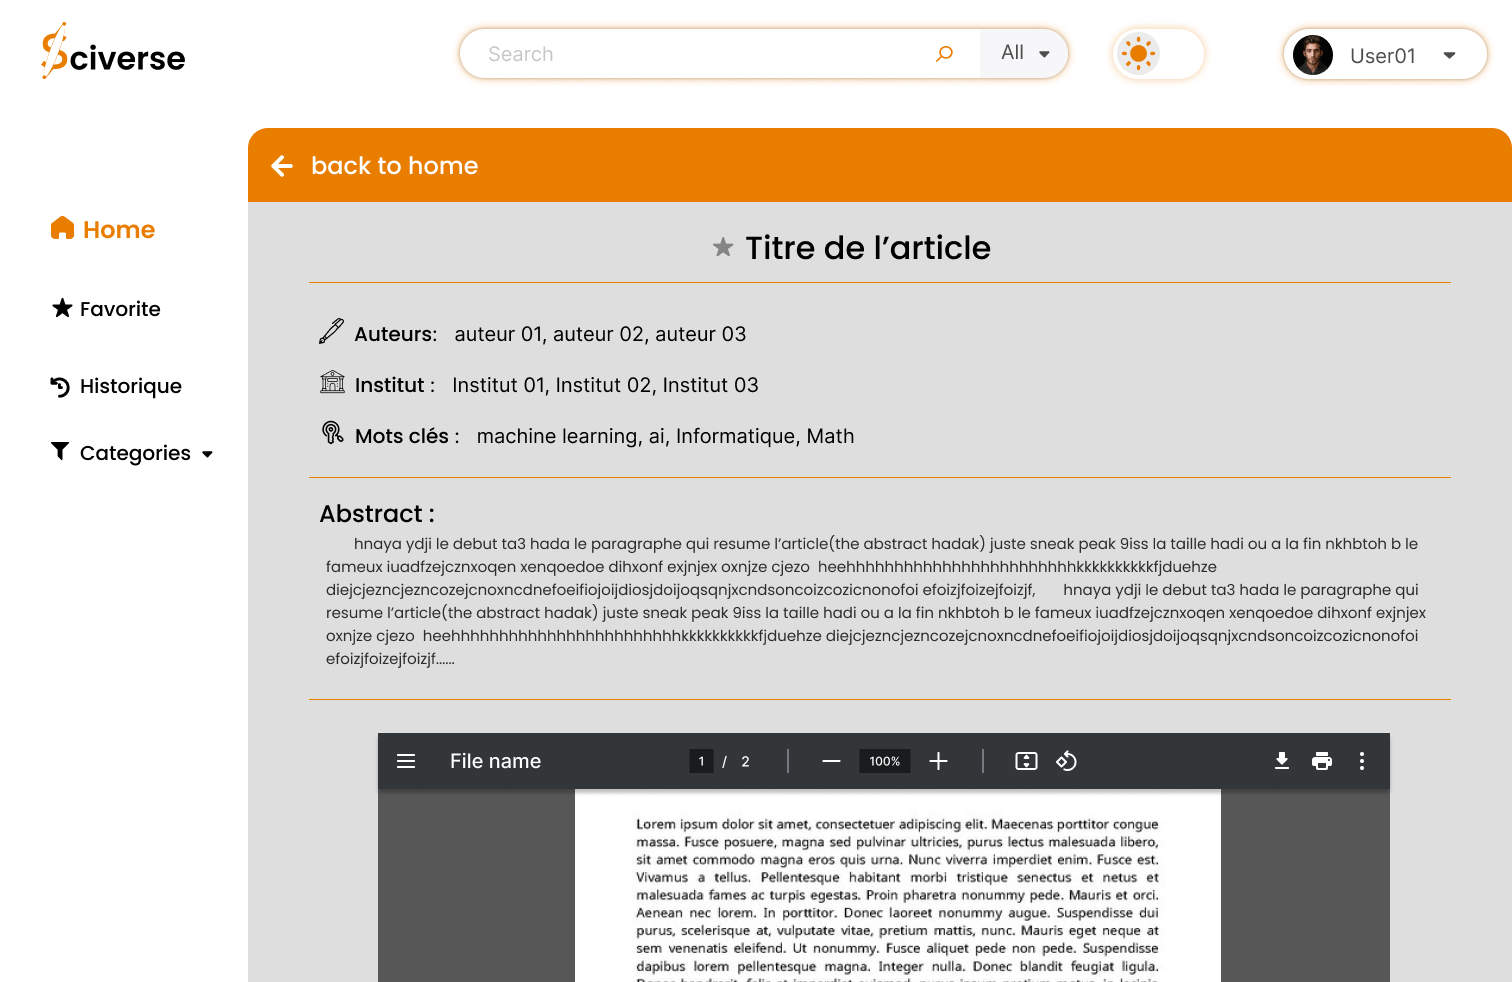 Sciverse
Search
All
User01
back to home
Home
Favorite
Historique
Categories
Titre de l’article
Auteurs: auteur 01, auteur 02, auteur 03
Institut : Institut 01, Institut 02, Institut 03
Mots clés : machine learning, ai, Informatique, Math
Abstract :
hnaya ydji le debut ta3 hada le paragraphe qui resume l’article(the abstract hadak) juste sneak peak 9iss la taille hadi ou a la fin nkhbtoh b le
fameux iuadfzejcznxoqen xenqoedoe dihxonf exjnjex oxnjze cjezo heehhhhhhhhhhhhhhhhhhhhhhhhkkkkkkkkkkfjduehze
diejcjezncjezncozejcnoxncdnefoeifiojoijdiosjdoijoqsqnjxcndsoncoizcozicnonofoi efoizjfoizejfoizjf, hnaya ydji le debut ta3 hada le paragraphe qui
resume l’article(the abstract hadak) juste sneak peak 9iss la taille hadi ou a la fin nkhbtoh b le fameux iuadfzejcznxoqen xenqoedoe dihxonf exjnjex
oxnjze cjezo heehhhhhhhhhhhhhhhhhhhhhhhhkkkkkkkkkkfjduehze diejcjezncjezncozejcnoxncdnefoeifiojoijdiosjdoijoqsqnjxcndsoncoizcozicnonofoi
efoizjfoizejfoizjf......
File name 1 / 2 100%
Lorem ipsum dolor sit amet, consectetuer adipiscing elit. Maecenas porttitor congue
massa. Fusce posuere, magna sed pulvinar ultricies, purus lectus malesuada libero,
sit amet commodo magna eros quis urna. Nunc viverra imperdiet enim. Fusce est.
Vivamus a tellus. Pellentesque habitant morbi tristique senectus et netus et
malesuada fames ac turpis egestas. Proin pharetra nonummy pede. Mauris et orci.
Aenean nec lorem. In porttitor. Donec laoreet nonummy augue. Suspendisse dui
purus, scelerisque at, vulputate vitae, pretium mattis, nunc. Mauris eget neque at
sem venenatis eleifend. Ut nonummy. Fusce aliquet pede non pede. Suspendisse
dapibus lorem pellentesque magna. Integer nulla. Donec blandit feugiat ligula.